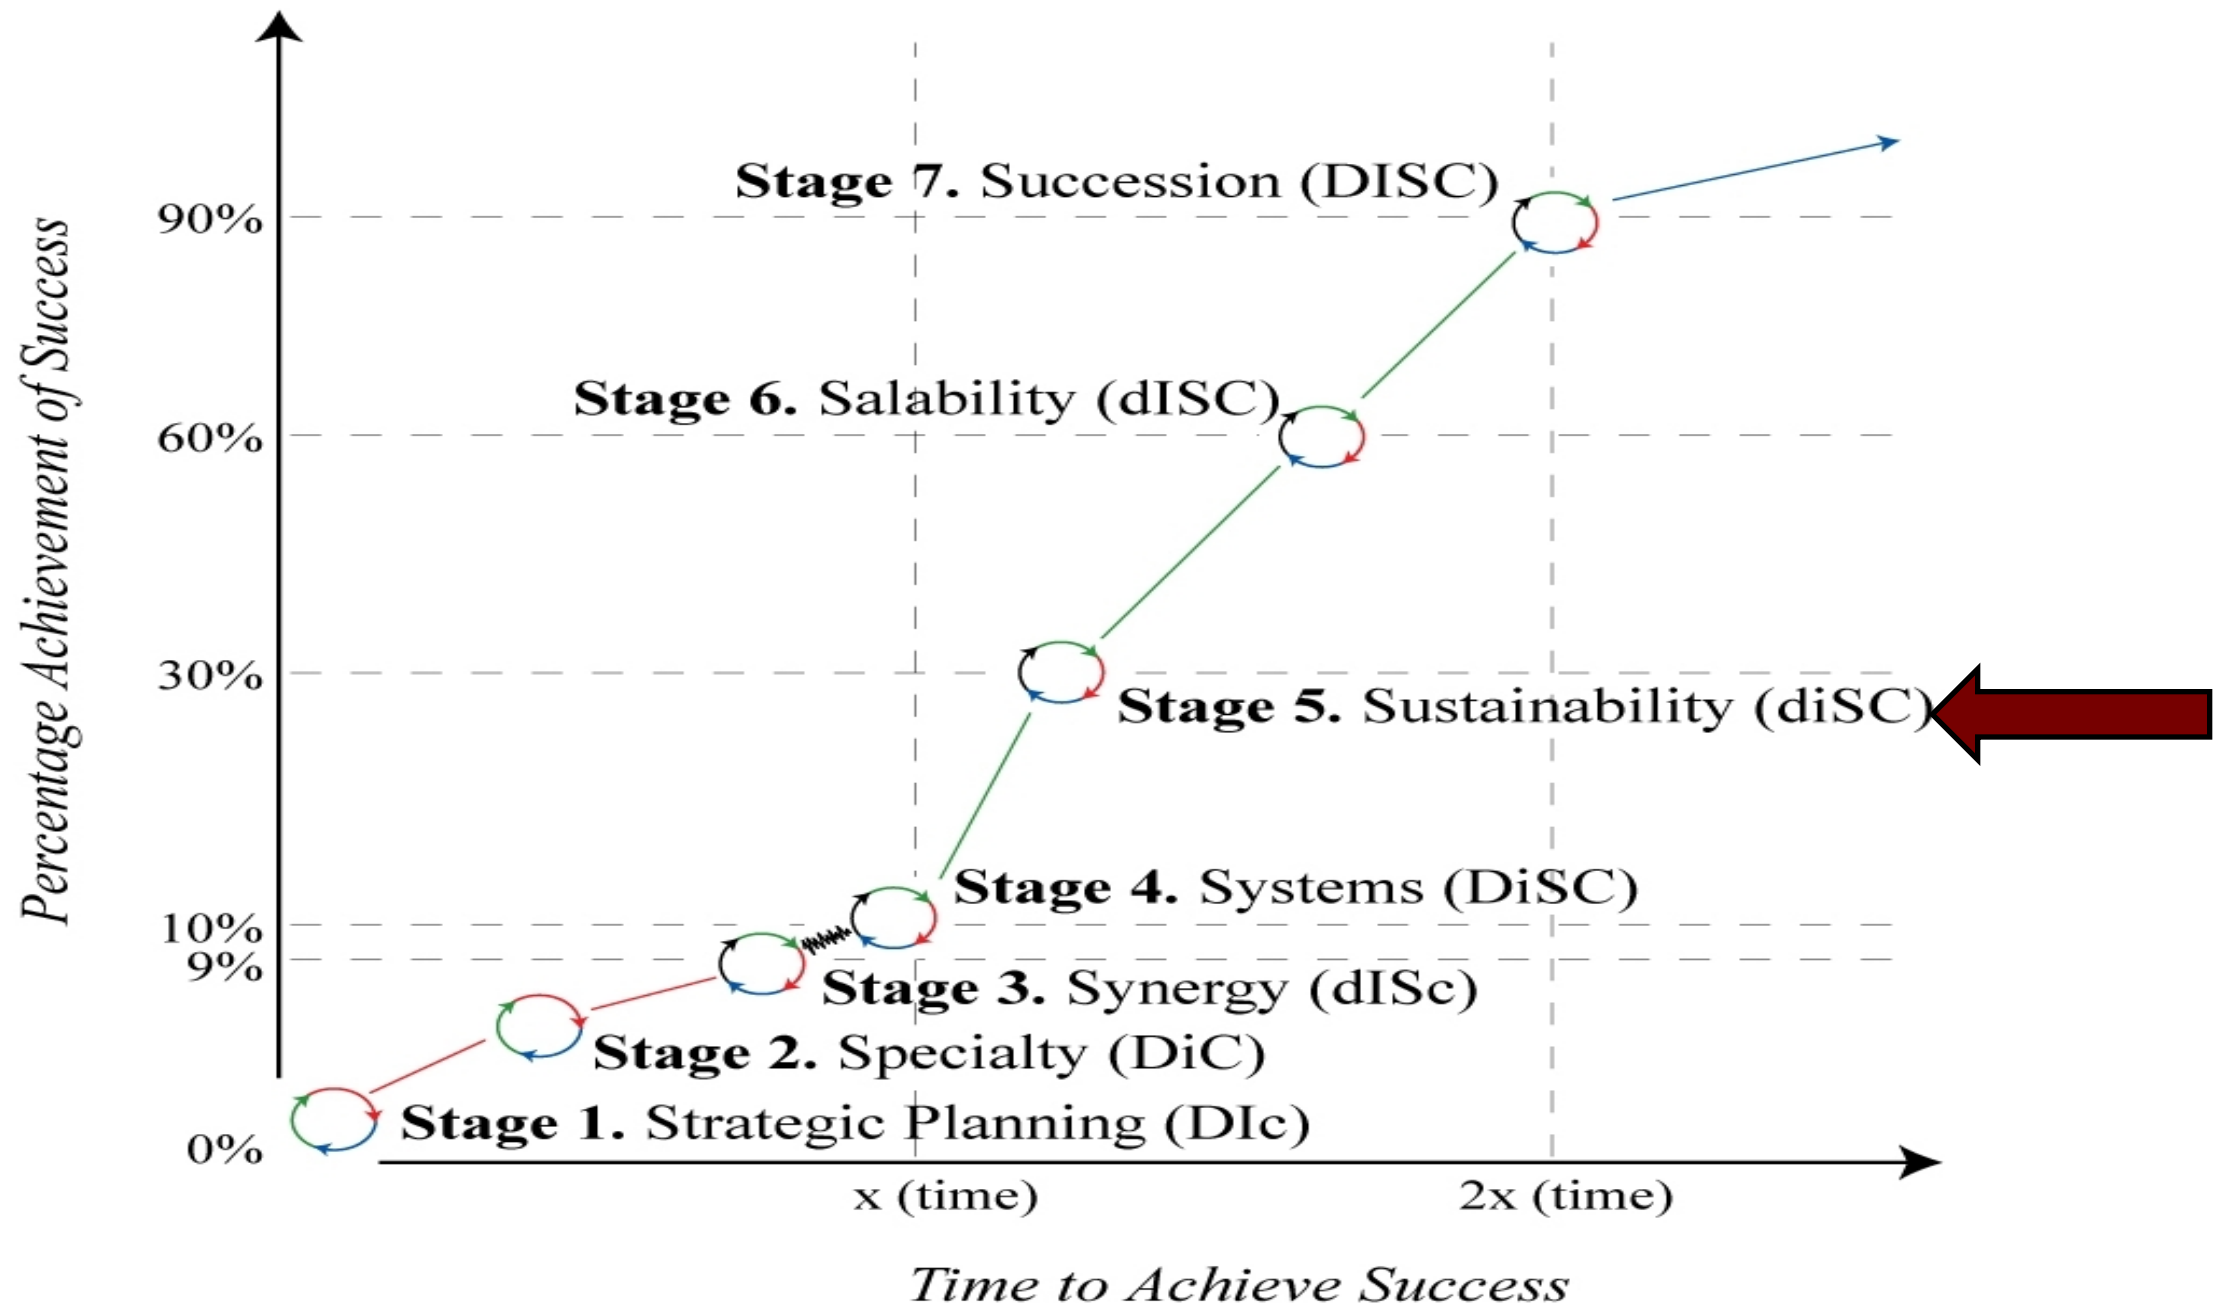 Stage 7. Succession (DISC)
90%
Stage 6. Salability (dISC)
60%
30%
Stage 5. Sustainability (diSC)
Stage 4. Systems (DiSC)
10%
9%
Stage 3. Synergy (dISc)
Stage 2. Specialty (DiC)
Stage 1. Strategic Planning (DIc)
0%
x (time)
2x (time)
Time to Achieve Success
Percentage Achievement of Success